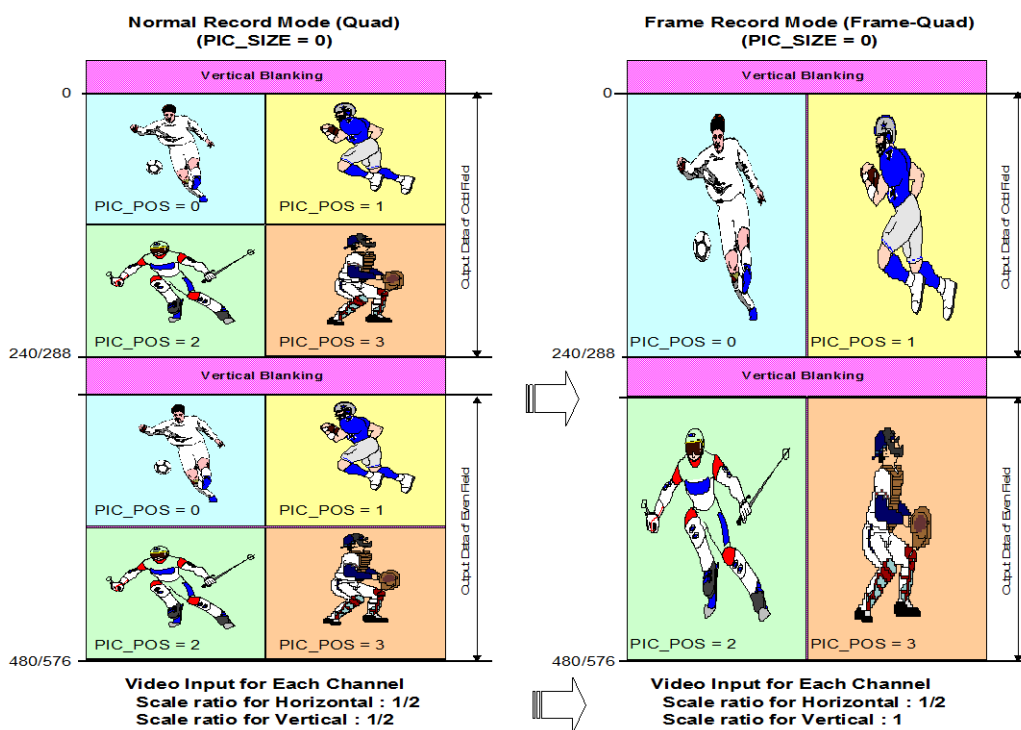 Normal Record Mode (Quad)
(PIC_SIZE = 0)
Vertical Blanking
0
PIC_POS = 0
PIC_POS = 1
PIC_POS = 2
PIC_POS = 3
Output Data of Odd Field
240/288
Vertical Blanking
PIC_POS = 0
PIC_POS = 1
PIC_POS = 2
PIC_POS = 3
Output Data of Even Field
480/576
Video Input for Each Channel
Scale ratio for Horizontal : 1/2
Scale ratio for Vertical : 1/2
Frame Record Mode (Frame-Quad)
(PIC_SIZE = 0)
Vertical Blanking
0
PIC_POS = 0
PIC_POS = 1
Output Data of Odd Field
240/288
Vertical Blanking
PIC_POS = 2
PIC_POS = 3
Output Data of Even Field
480/576
Video Input for Each Channel
Scale ratio for Horizontal : 1/2
Scale ratio for Vertical : 1